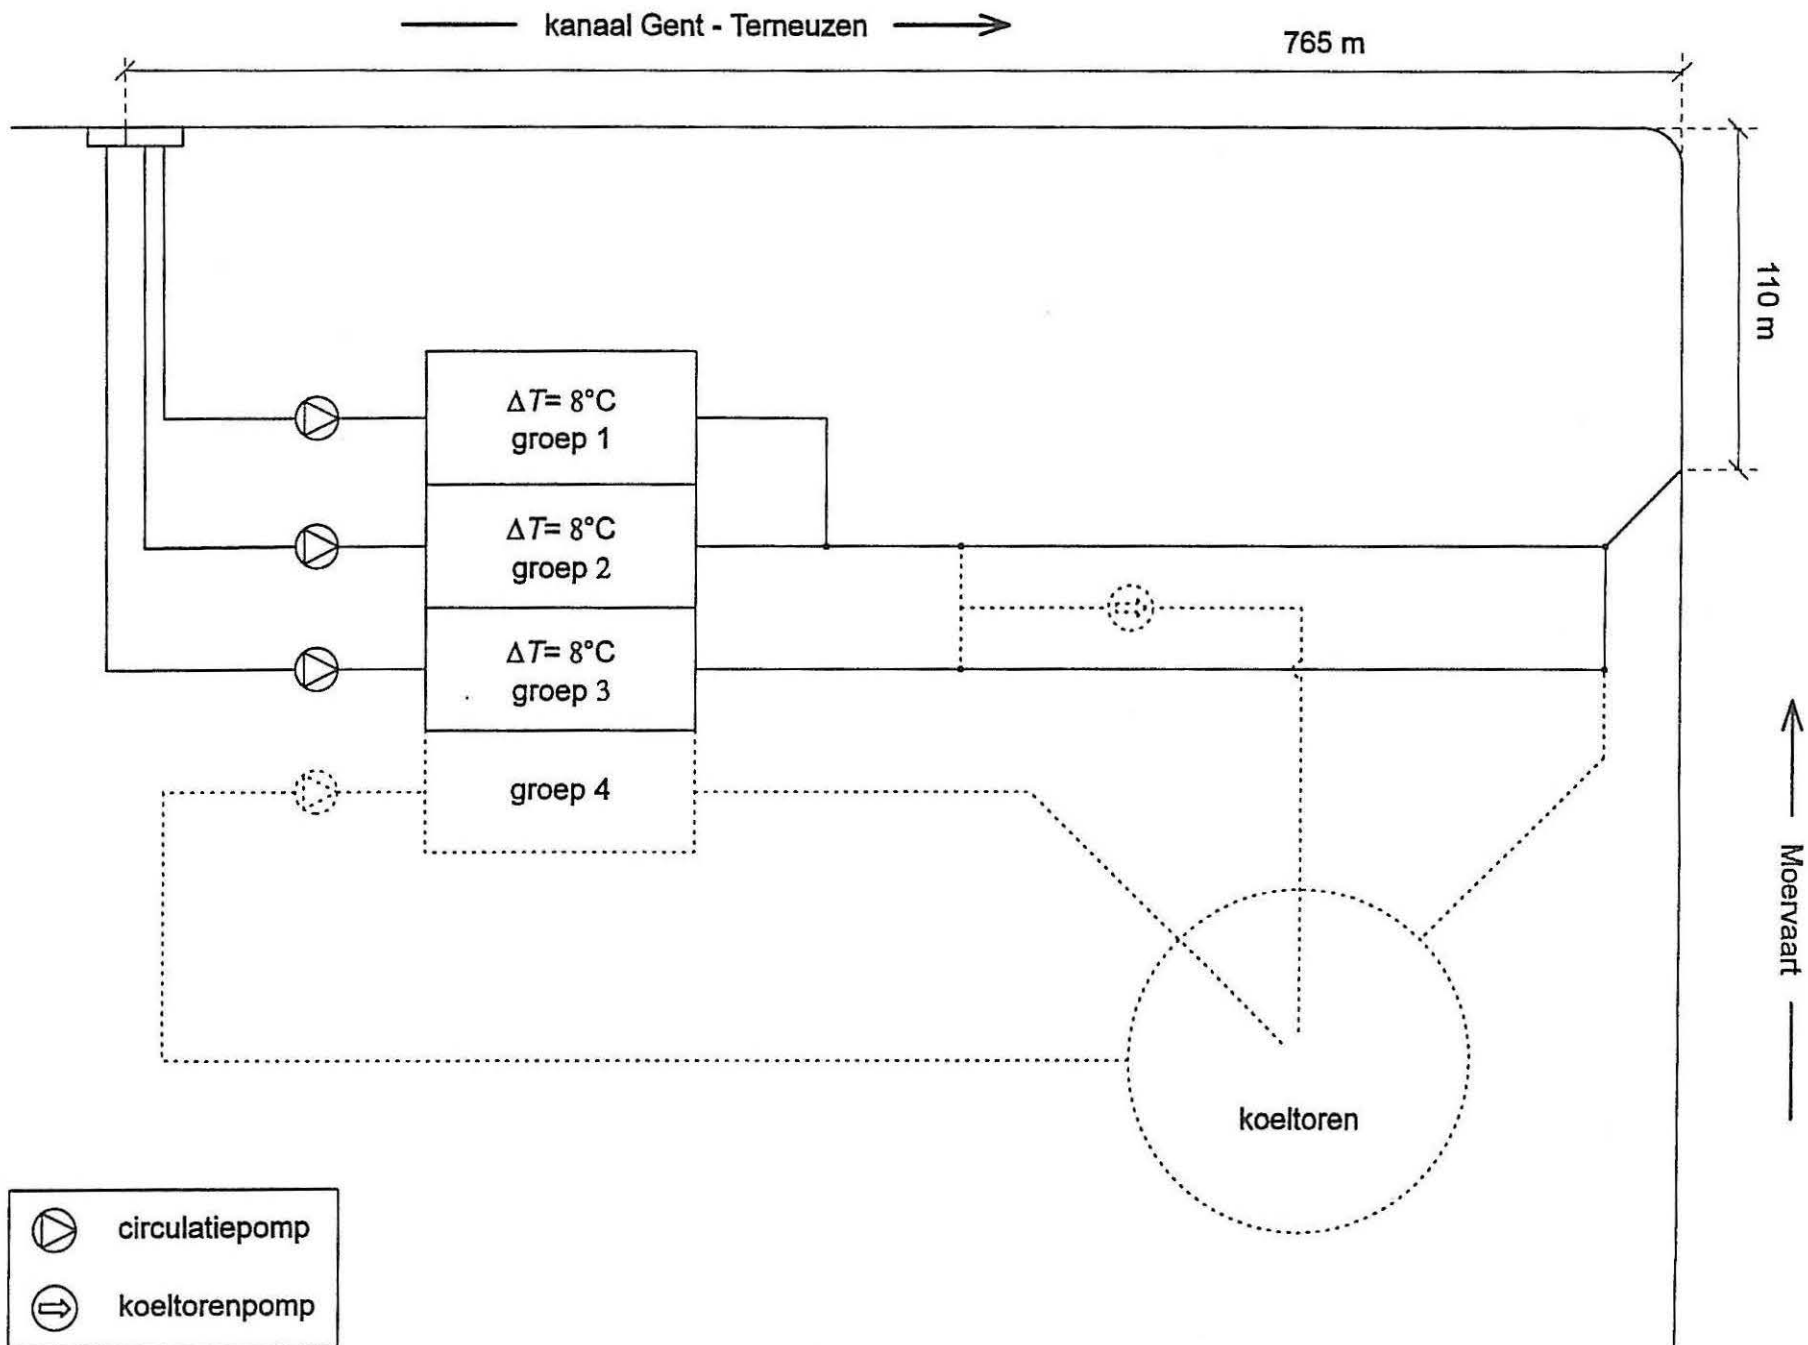 kanaal Gent - Terneuzen
765 m
110 m
ΔT= 8°C
groep 1
ΔT= 8°C
groep 2
ΔT= 8°C
groep 3
groep 4
Moervaart
koeltoren
circulatiepomp
koeltorenpomp